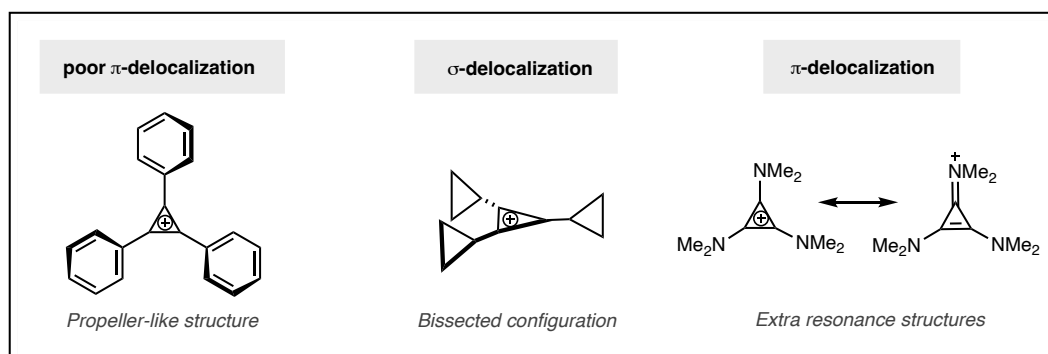 poor π-delocalization
σ-delocalization
π-delocalization
+
NMe₂
+
Me₂N
NMe₂
+
+
NMe₂
Me₂N
NMe₂
Propeller-like structure
Bissected configuration
Extra resonance structures